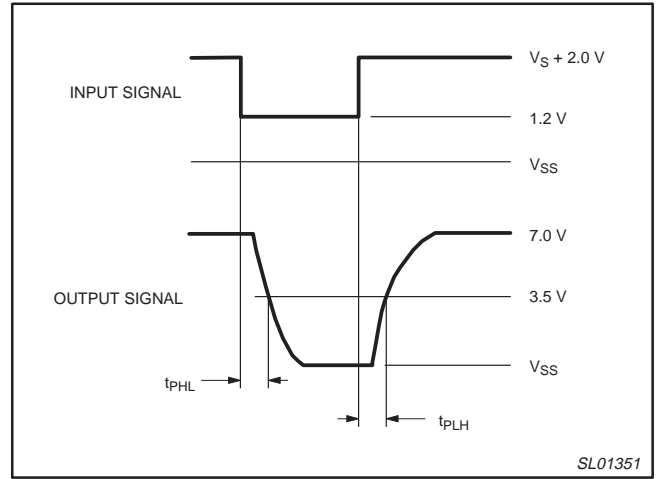 V_S + 2.0 V
INPUT SIGNAL
1.2 V
V_SS
7.0 V
OUTPUT SIGNAL
3.5 V
V_SS
t_PHL
t_PLH
SL01351